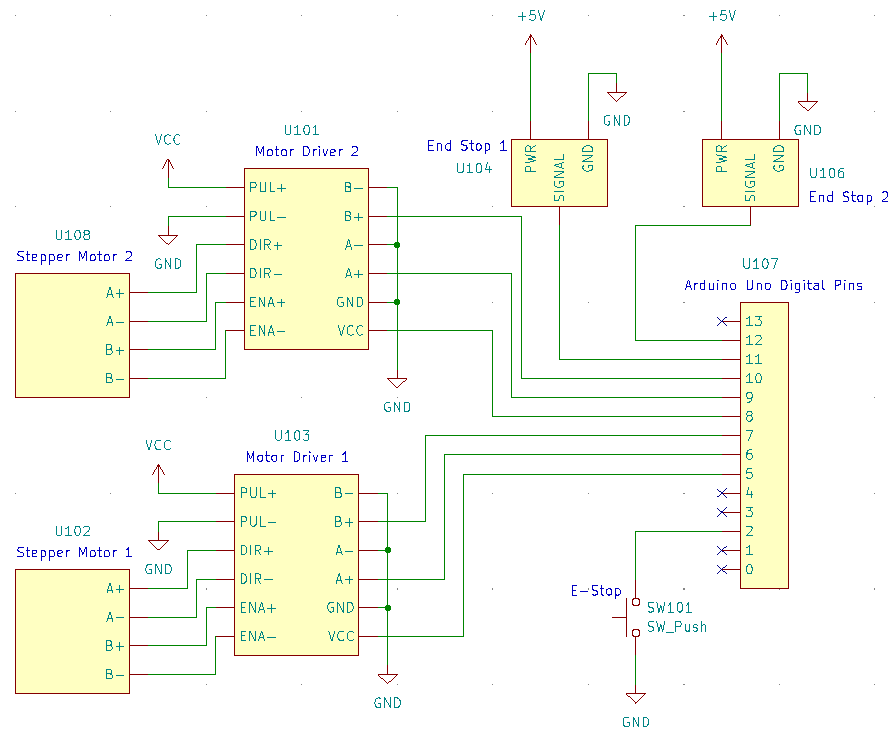 +5V
+5V
GND
GND
U101
Motor Driver 2
VCC
PUL+
PUL-
DIR+
DIR-
ENA+
ENA-
B-
B+
A-
A+
GND
VCC
GND
GND
End Stop 1
U104
PWR
SIGNAL
GND
PWR
SIGNAL
GND
U106
End Stop 2
U108
Stepper Motor 2
A+
A-
B+
B-
U107
Arduino Uno Digital Pins
13
12
11
10
9
8
7
6
5
4
3
2
1
0
U103
Motor Driver 1
VCC
PUL+
PUL-
DIR+
DIR-
ENA+
ENA-
B-
B+
A-
A+
GND
VCC
GND
GND
U102
Stepper Motor 1
A+
A-
B+
B-
E-Stop
SW101
SW_Push
GND